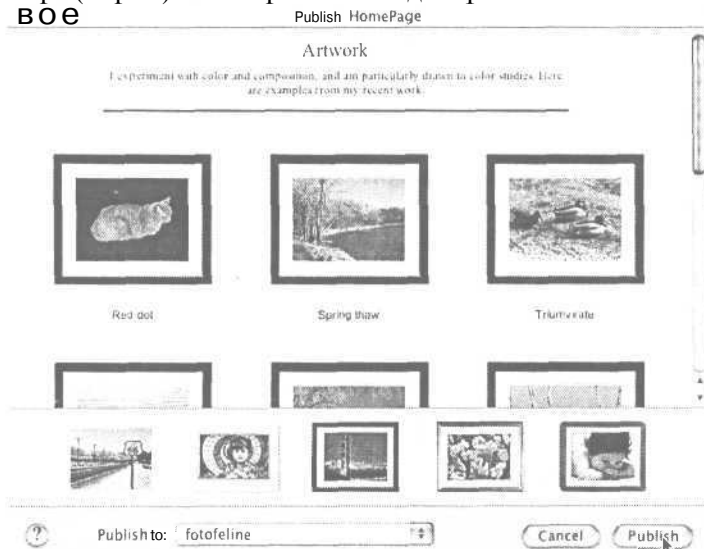 вое Publish HomePage
Artwork
I experiment with color and composition, and am particularly drawn to color studies. Here
are examples from my recent work.
Red dot Spring thaw Triumvirate
? Publish to: fotofeline
Cancel Publish